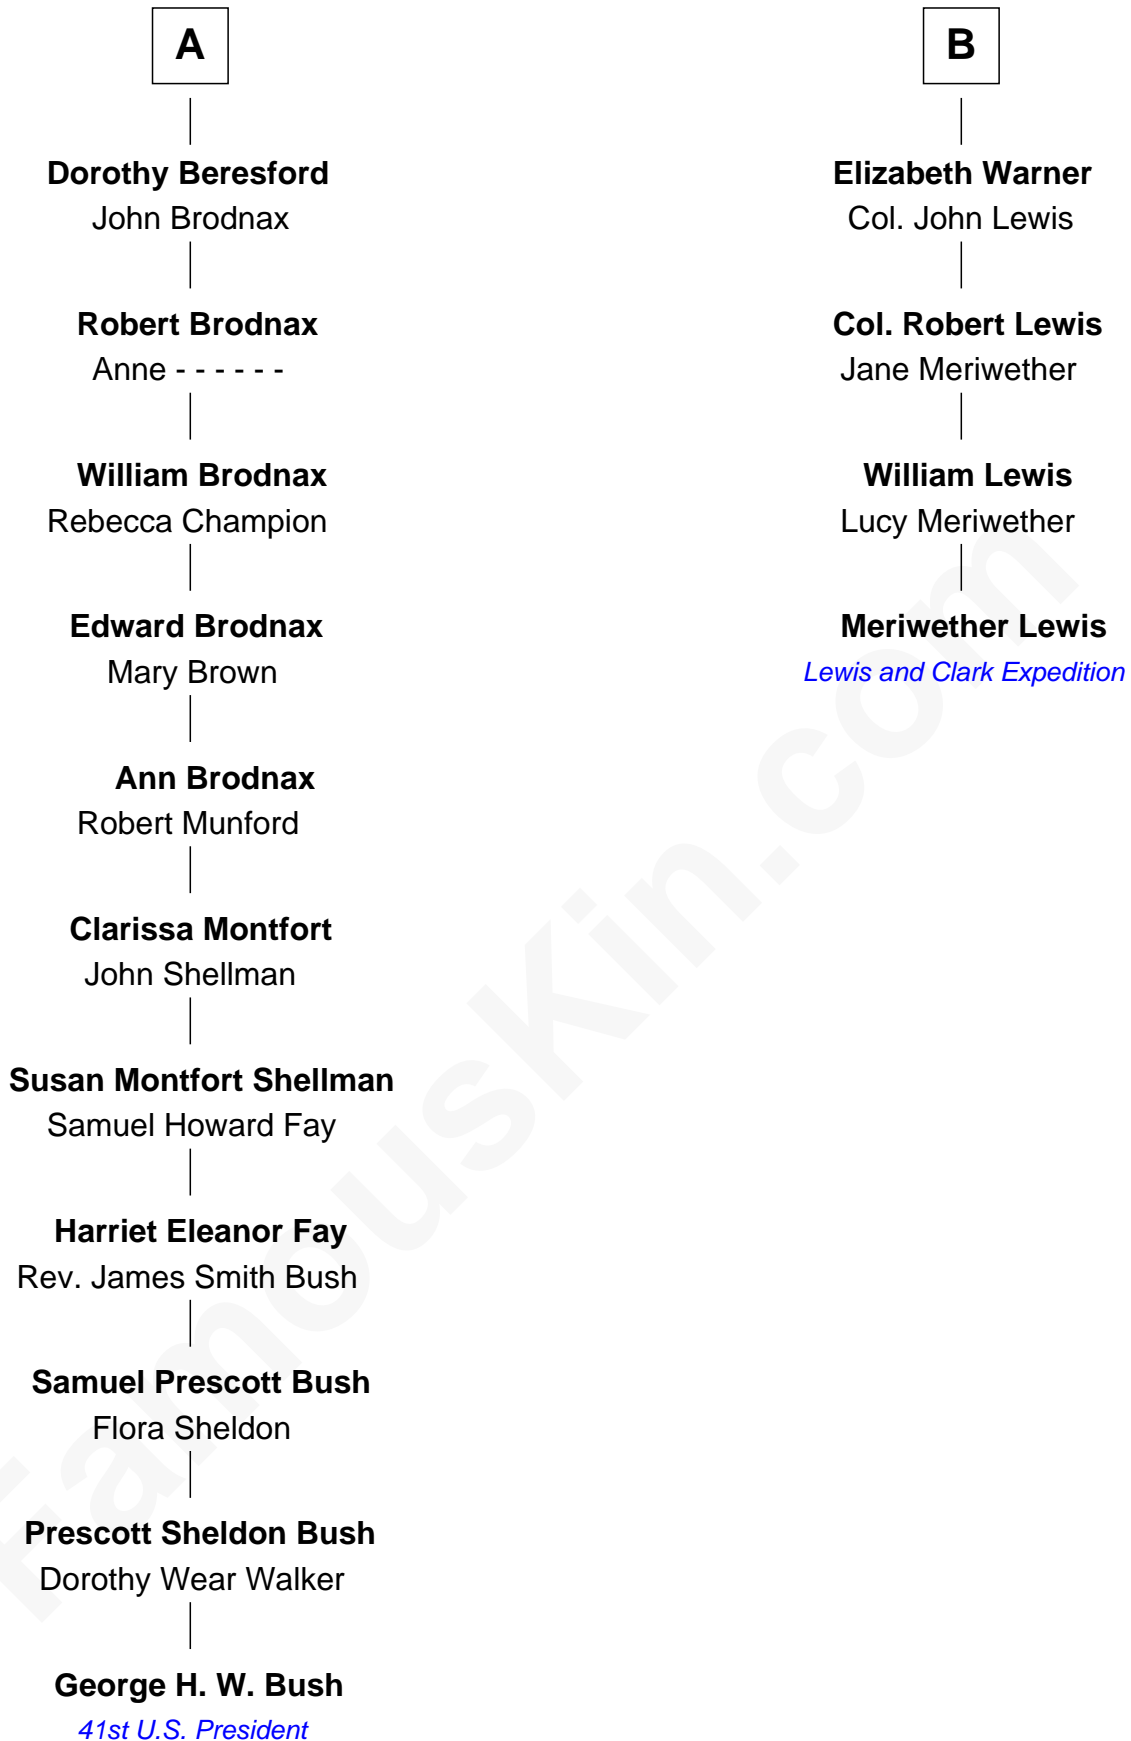 A
Dorothy Beresford
John Brodnax
Robert Brodnax
Anne - - - - - -
William Brodnax
Rebecca Champion
Edward Brodnax
Mary Brown
Ann Brodnax
Robert Munford
Clarissa Montfort
John Shellman
Susan Montfort Shellman
Samuel Howard Fay
Harriet Eleanor Fay
Rev. James Smith Bush
Samuel Prescott Bush
Flora Sheldon
Prescott Sheldon Bush
Dorothy Wear Walker
George H. W. Bush
41st U.S. President
B
Elizabeth Warner
Col. John Lewis
Col. Robert Lewis
Jane Meriwether
William Lewis
Lucy Meriwether
Meriwether Lewis
Lewis and Clark Expedition
FamousKin.com